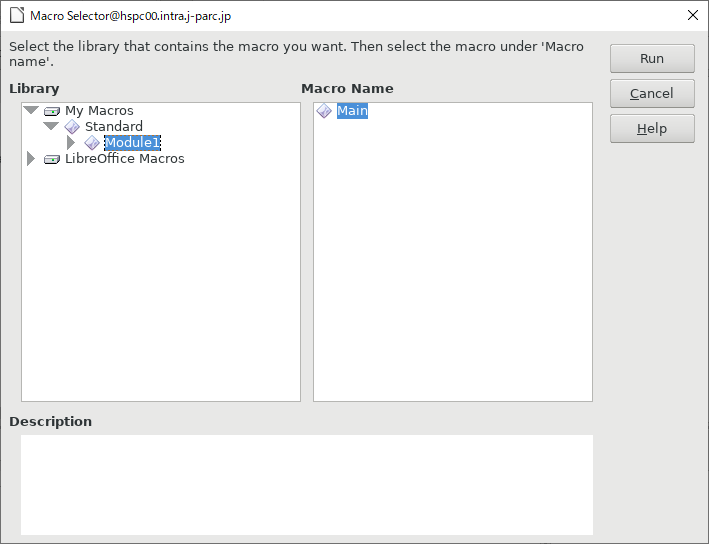 Macro Selector@hspc00.intra.j-parc.jp
Select the library that contains the macro you want. Then select the macro under 'Macro
name'.
Run
Cancel
Help
Library
My Macros
Standard
Module1
LibreOffice Macros
Macro Name
Main
Description